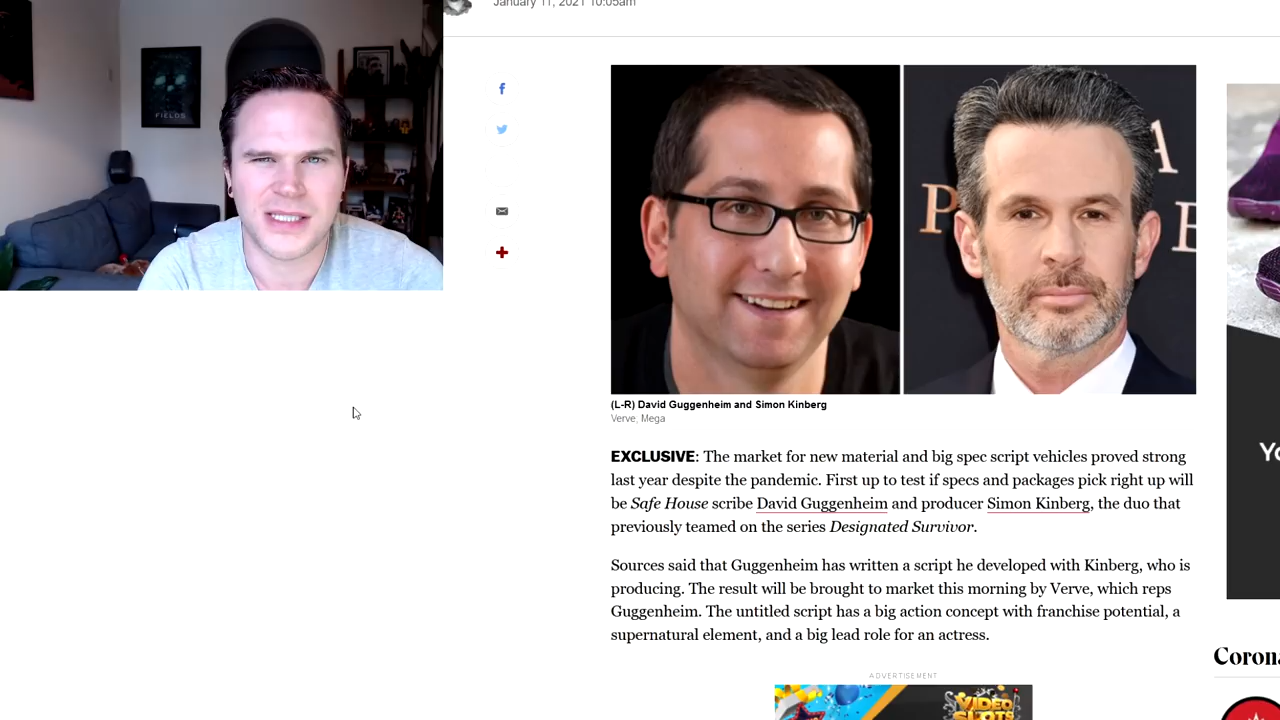 January 11, 2021 10:05am
FIELDS
(L-R) David Guggenheim and Simon Kinberg
Verve, Mega
EXCLUSIVE: The market for new material and big spec script vehicles proved strong
last year despite the pandemic. First up to test if specs and packages pick right up will
be Safe House scribe David Guggenheim and producer Simon Kinberg, the duo that
previously teamed on the series Designated Survivor.
Sources said that Guggenheim has written a script he developed with Kinberg, who is
producing. The result will be brought to market this morning by Verve, which reps
Guggenheim. The untitled script has a big action concept with franchise potential, a
supernatural element, and a big lead role for an actress.
ADVERTISEMENT
VIDEO
SLOTS
Yo
Corona